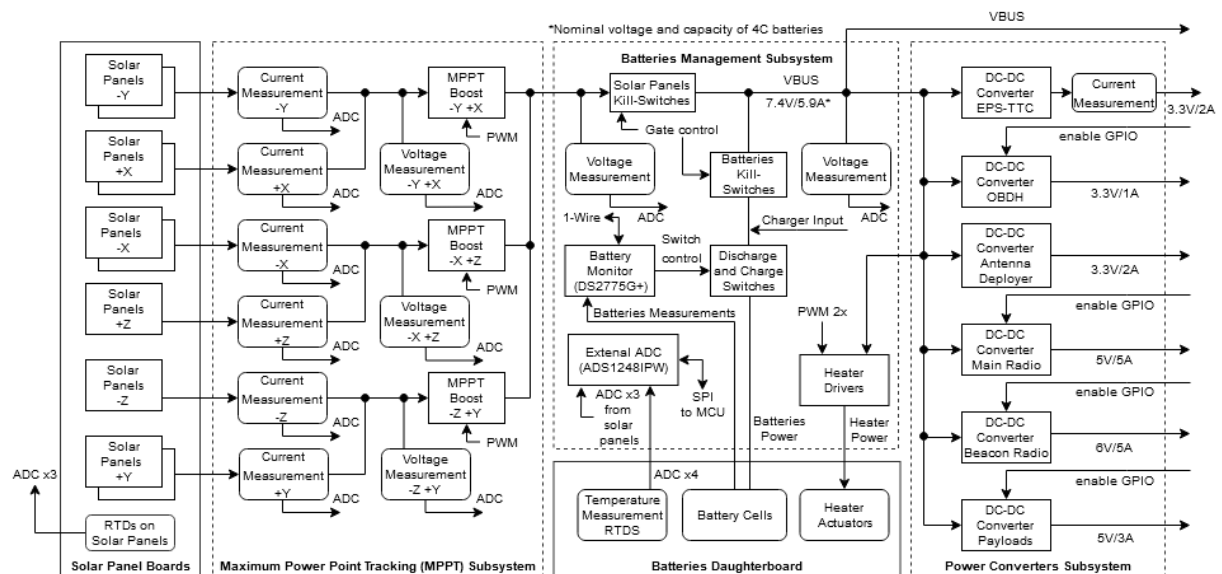 VBUS
*Nominal voltage and capacity of 4C batteries
Solar
Panels
-Y
Solar
Panels
+X
Solar
Panels
-X
Solar
Panels
+Z
Solar
Panels
-Z
Solar
Panels
+Y
ADC x3
RTDs on
Solar Panels
Solar Panel Boards
Current
Measurement
-Y
ADC
Current
Measurement
+X
ADC
Current
Measurement
-X
ADC
Current
Measurement
+Z
ADC
Current
Measurement
-Z
ADC
Current
Measurement
+Y
ADC
MPPT
Boost
-Y +X
PWM
Voltage
Measurement
-Y +X
ADC
MPPT
Boost
-X +Z
PWM
Voltage
Measurement
-X +Z
ADC
MPPT
Boost
-Z +Y
PWM
Voltage
Measurement
-Z +Y
ADC
Maximum Power Point Tracking (MPPT) Subsystem
Batteries Management Subsystem
Solar Panels
Kill-Switches
VBUS
7.4V/5.9A*
Gate control
Voltage
Measurement
ADC
Batteries
Kill-
Switches
Voltage
Measurement
ADC
1-Wire
Charger Input
Switch
control
Battery
Monitor
(DS2775G+)
Discharge
and Charge
Switches
Batteries Measurements
PWM 2x
Extenal ADC
(ADS1248IPW)
Heater
Drivers
ADC x3
from
solar
panels
SPI
to MCU
Batteries
Power
Heater
Power
ADC x4
Temperature
Measurement
RTDS
Battery Cells
Heater
Actuators
Batteries Daughterboard
DC-DC
Converter
EPS-TTC
Current
Measurement
3.3V/2A
enable GPIO
DC-DC
Converter
OBDH
3.3V/1A
DC-DC
Converter
Antenna
Deployer
3.3V/2A
enable GPIO
DC-DC
Converter
Main Radio
5V/5A
enable GPIO
DC-DC
Converter
Beacon Radio
6V/5A
enable GPIO
DC-DC
Converter
Payloads
5V/3A
Power Converters Subsystem